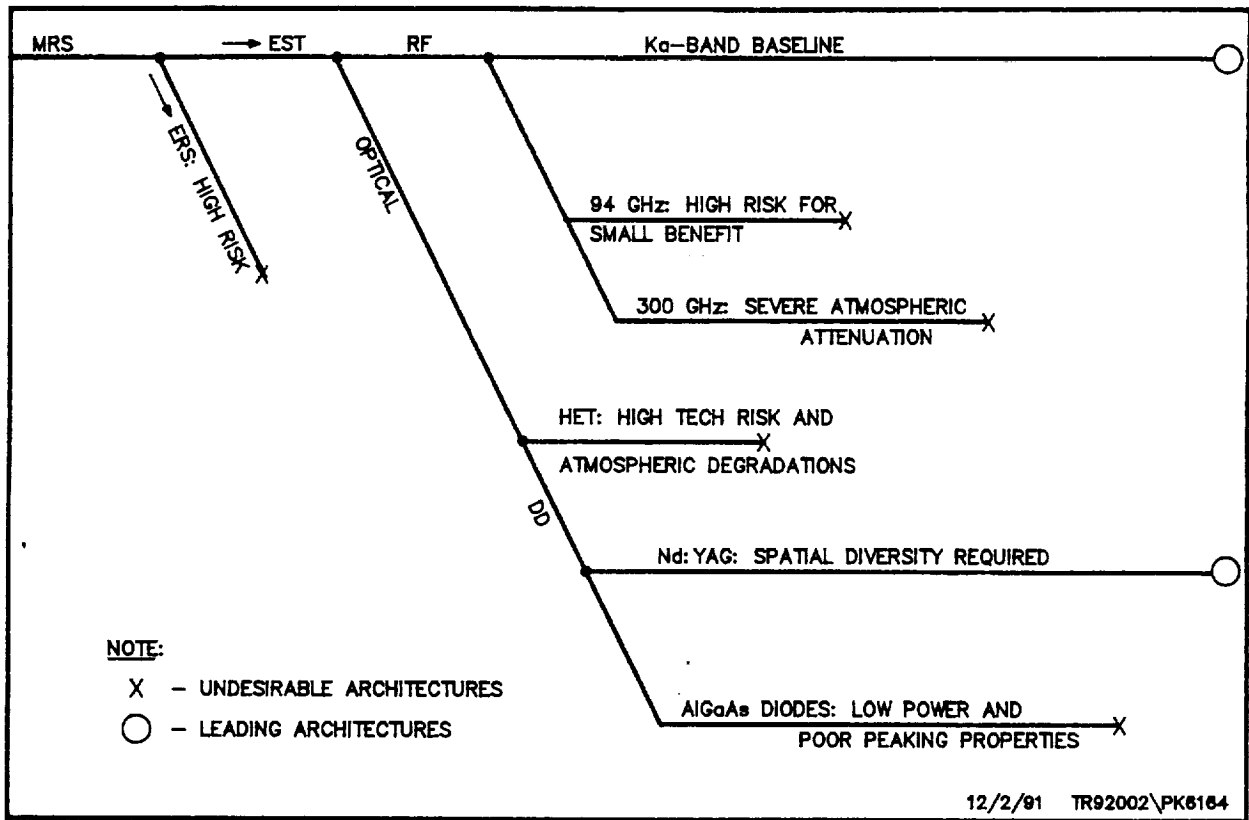 MRS
→ EST
RF
Ka-BAND BASELINE
→ ERS: HIGH RISK
OPTICAL
94 GHz: HIGH RISK FOR
SMALL BENEFIT
300 GHz: SEVERE ATMOSPHERIC
ATTENUATION
HET: HIGH TECH RISK AND
ATMOSPHERIC DEGRADATIONS
DD
Nd:YAG: SPATIAL DIVERSITY REQUIRED
AlGaAs DIODES: LOW POWER AND
POOR PEAKING PROPERTIES
NOTE:
X - UNDESIRABLE ARCHITECTURES
○ - LEADING ARCHITECTURES
12/2/91 TR92002\PK6164